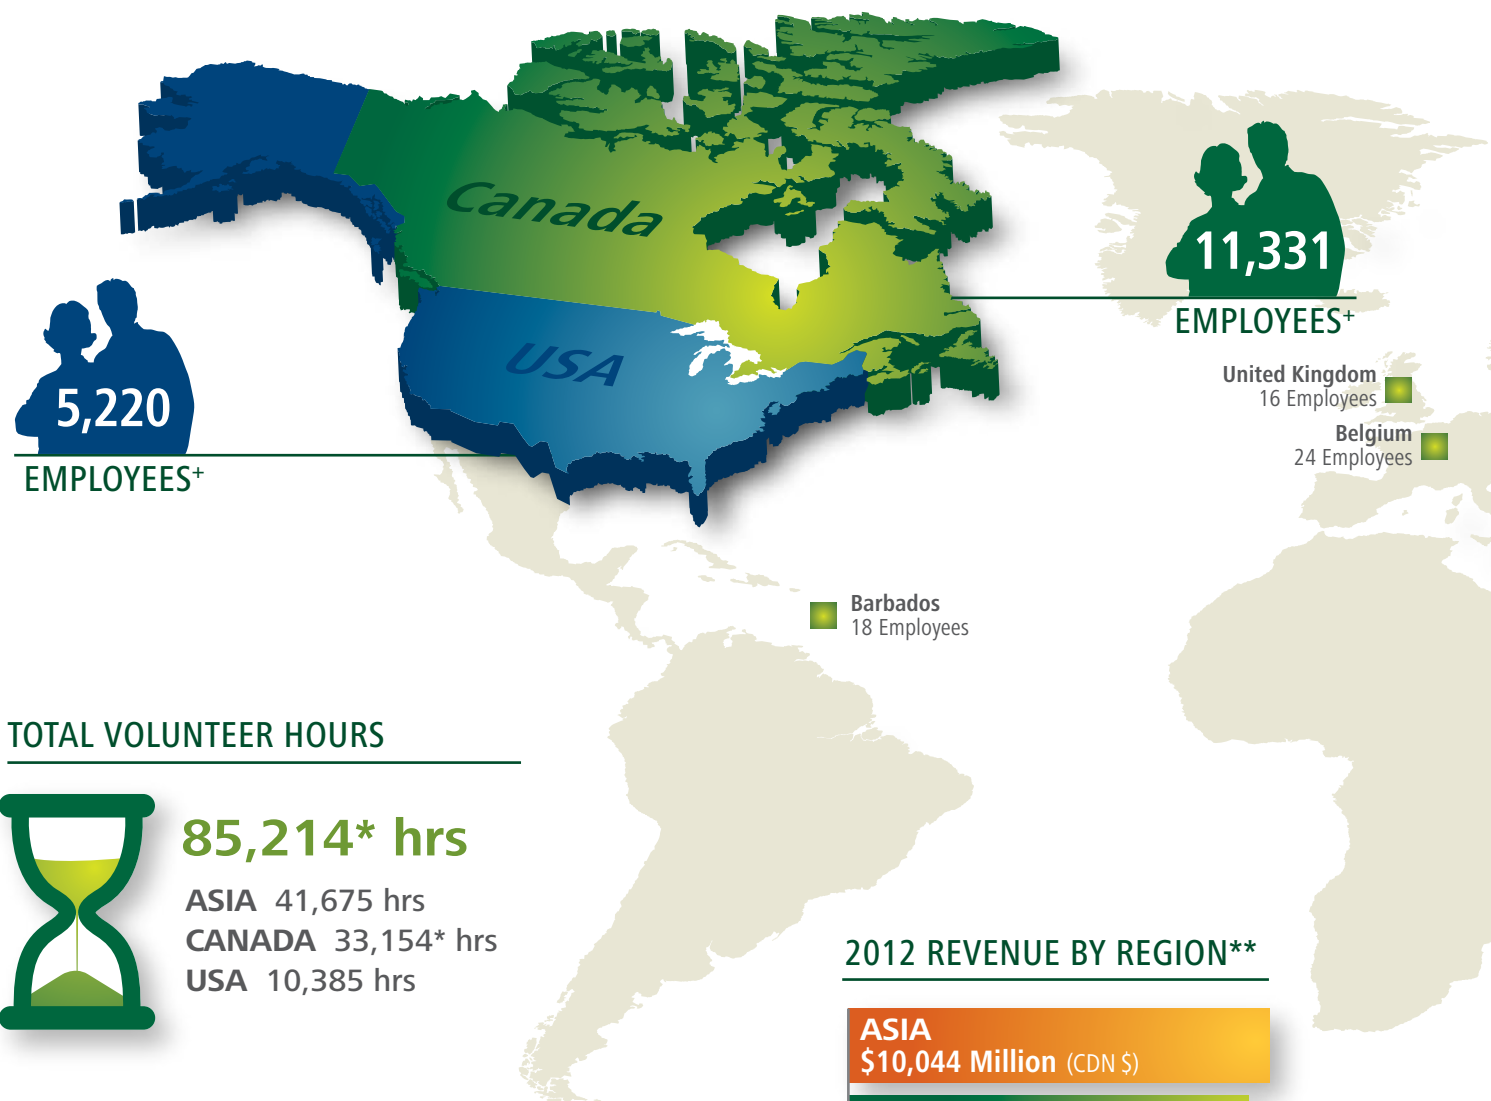 Canada
USA
11,331
EMPLOYEES+
5,220
EMPLOYEES+
United Kingdom
16 Employees
Belgium
24 Employees
Barbados
18 Employees
TOTAL VOLUNTEER HOURS
85,214* hrs
ASIA 41,675 hrs
CANADA 33,154* hrs
USA 10,385 hrs
2012 REVENUE BY REGION**
ASIA
$10,044 Million (CDN $)